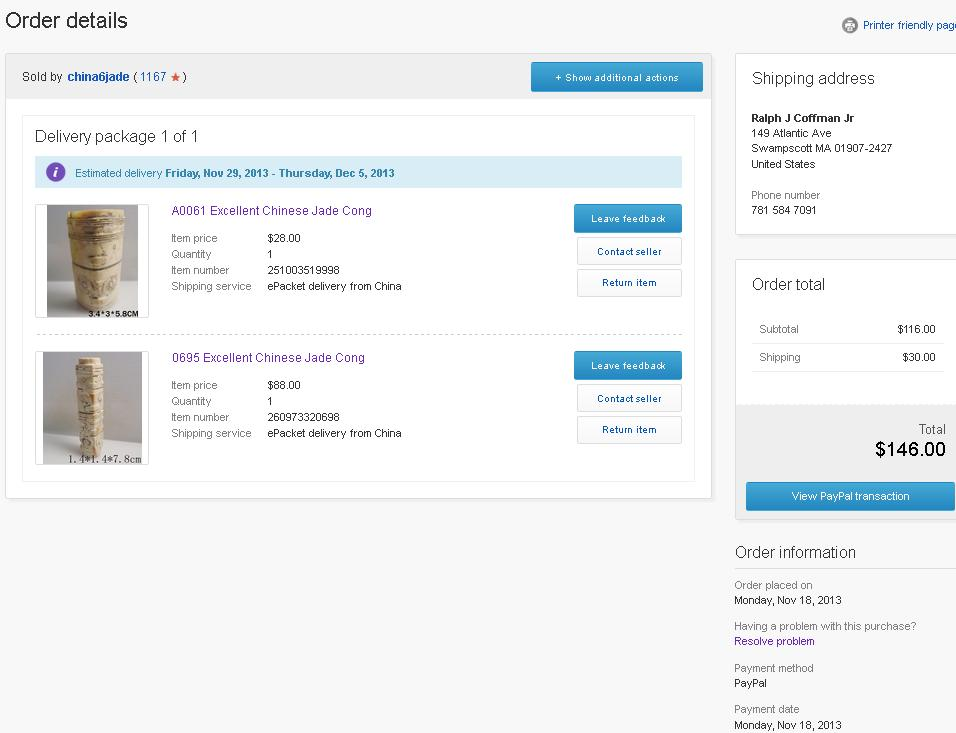 Order details
Printer friendly page
Sold by china6jade ( 1167 ★ )
+ Show additional actions
Delivery package 1 of 1
i Estimated delivery Friday, Nov 29, 2013 - Thursday, Dec 5, 2013
A0061 Excellent Chinese Jade Cong
Item price $28.00
Quantity 1
Item number 251003519998
Shipping service ePacket delivery from China
3.4*3*5.8CM
Leave feedback
Contact seller
Return item
0695 Excellent Chinese Jade Cong
Item price $88.00
Quantity 1
Item number 260973320698
Shipping service ePacket delivery from China
1.4*1.4*7.8cm
Leave feedback
Contact seller
Return item
Shipping address
Ralph J Coffman Jr
149 Atlantic Ave
Swampscott MA 01907-2427
United States
Phone number
781 584 7091
Order total
Subtotal $116.00
Shipping $30.00
Total
$146.00
View PayPal transaction
Order information
Order placed on
Monday, Nov 18, 2013
Having a problem with this purchase?
Resolve problem
Payment method
PayPal
Payment date
Monday, Nov 18, 2013